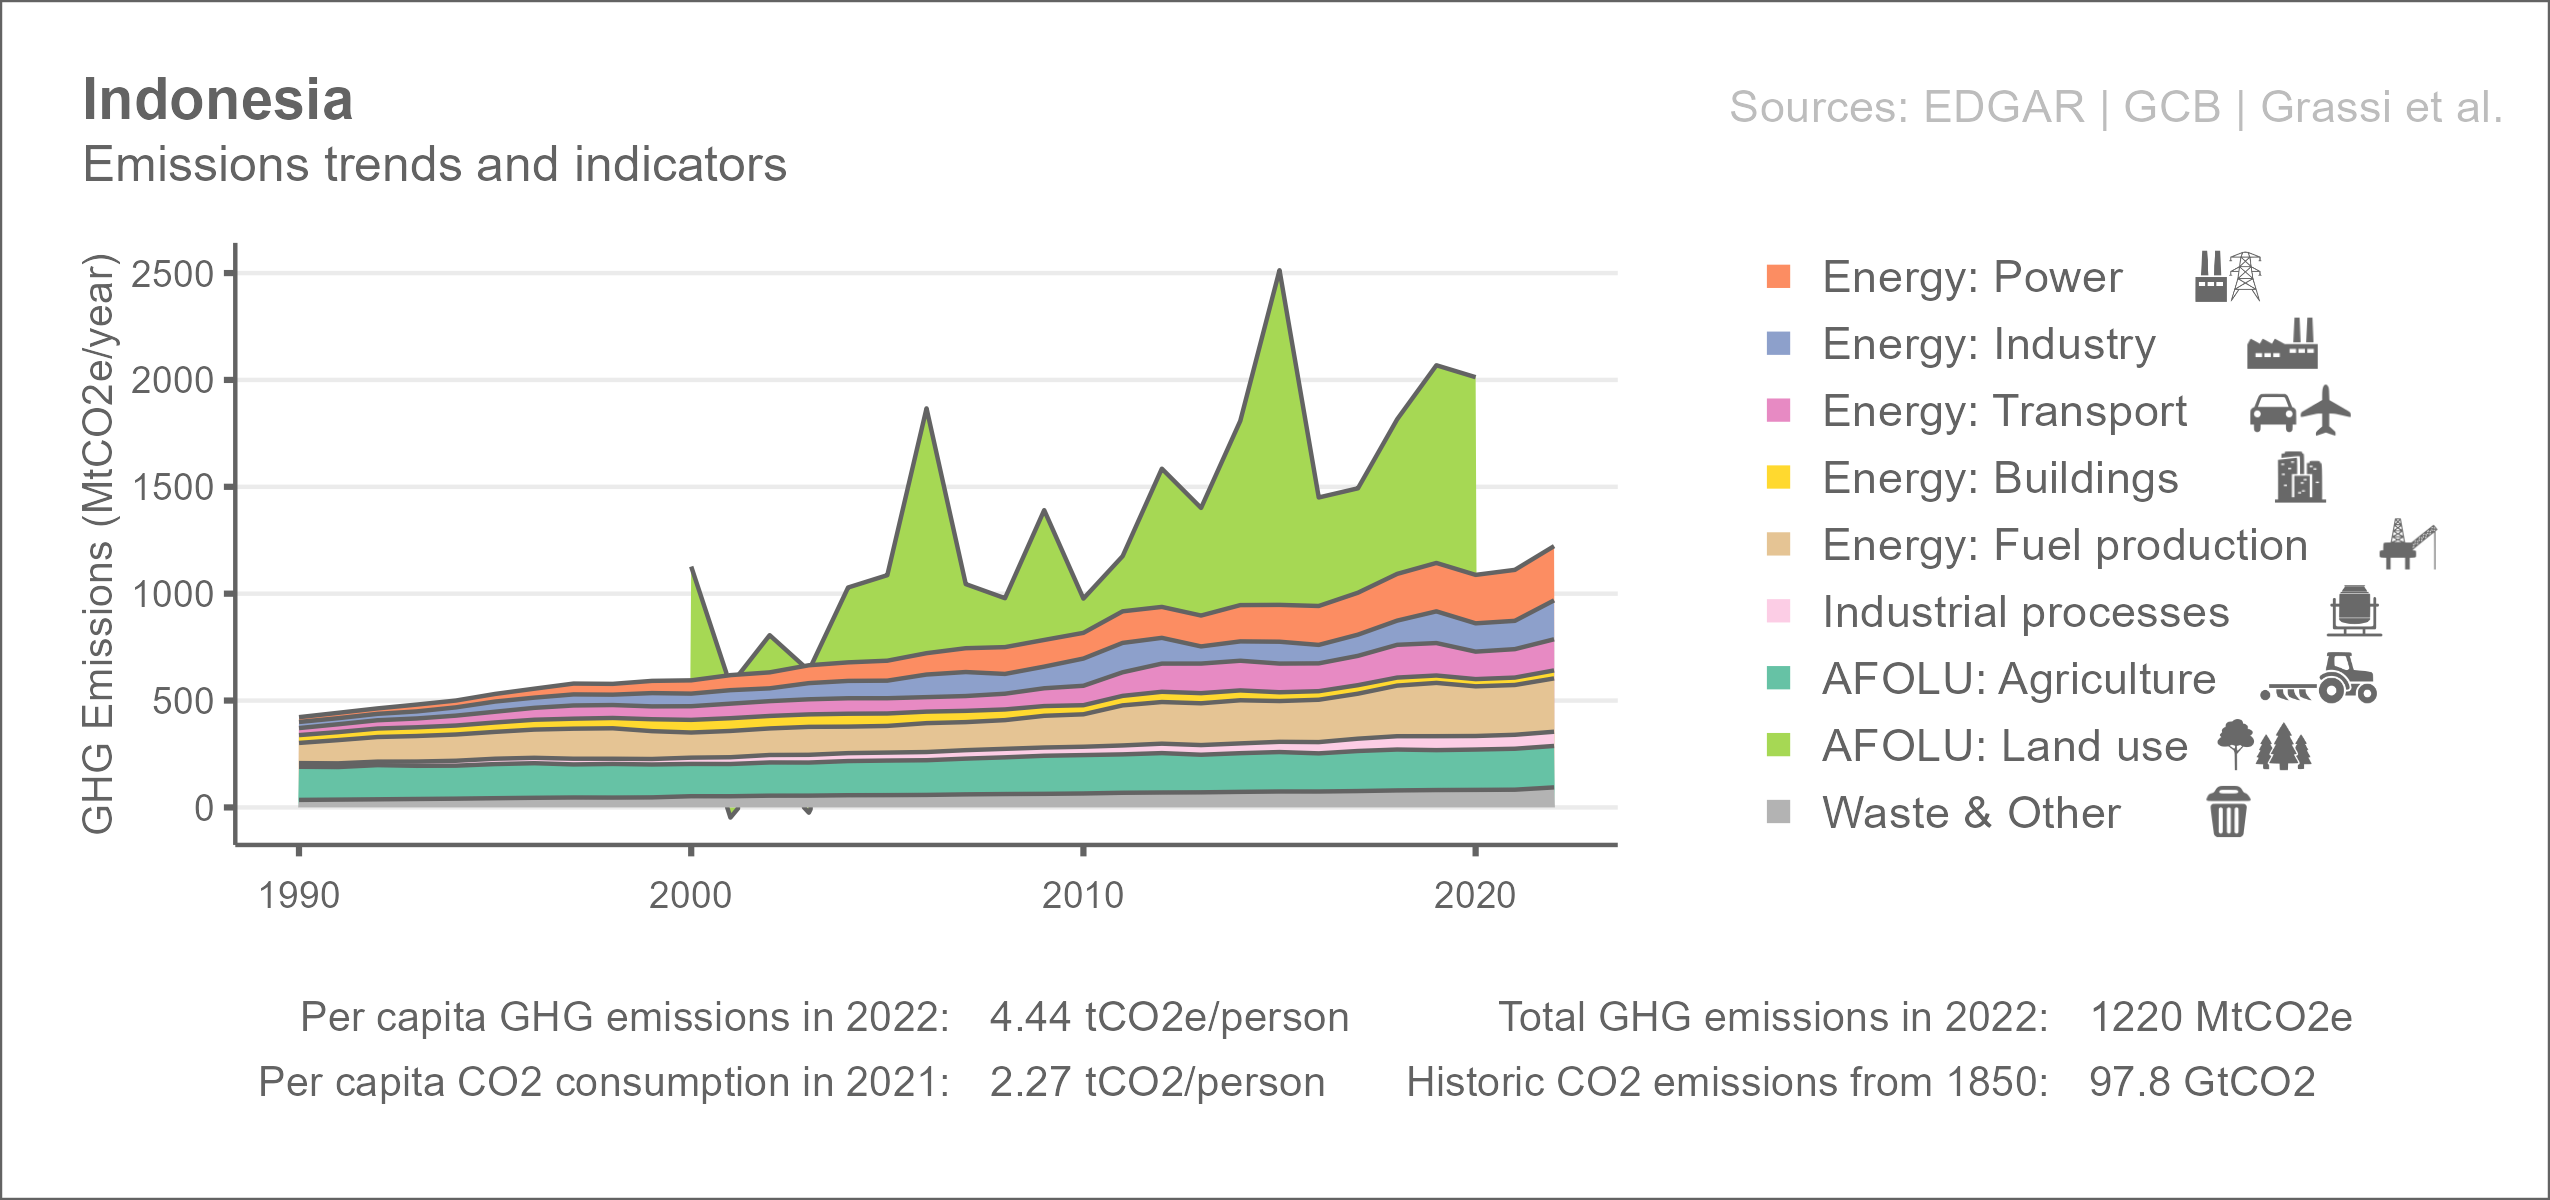 Indonesia
Sources: EDGAR | GCB | Grassi et al.
Emissions trends and indicators
GHG Emissions (MtCO2e/year)
2500
2000
1500
1000
500
0
1990
2000
2010
2020
Energy: Power
Energy: Industry
Energy: Transport
Energy: Buildings
Energy: Fuel production
Industrial processes
AFOLU: Agriculture
AFOLU: Land use
Waste & Other
Per capita GHG emissions in 2022: 4.44 tCO2e/person
Total GHG emissions in 2022: 1220 MtCO2e
Per capita CO2 consumption in 2021: 2.27 tCO2/person
Historic CO2 emissions from 1850: 97.8 GtCO2